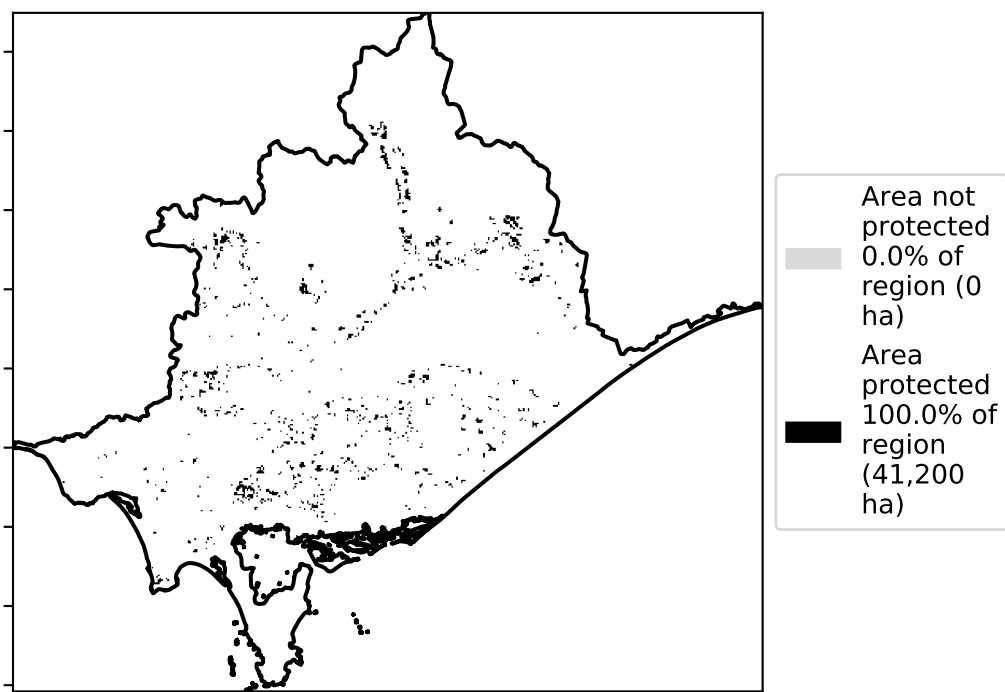 Area not
protected
0.0% of
region (0
ha)
Area
protected
100.0% of
region
(41,200
ha)